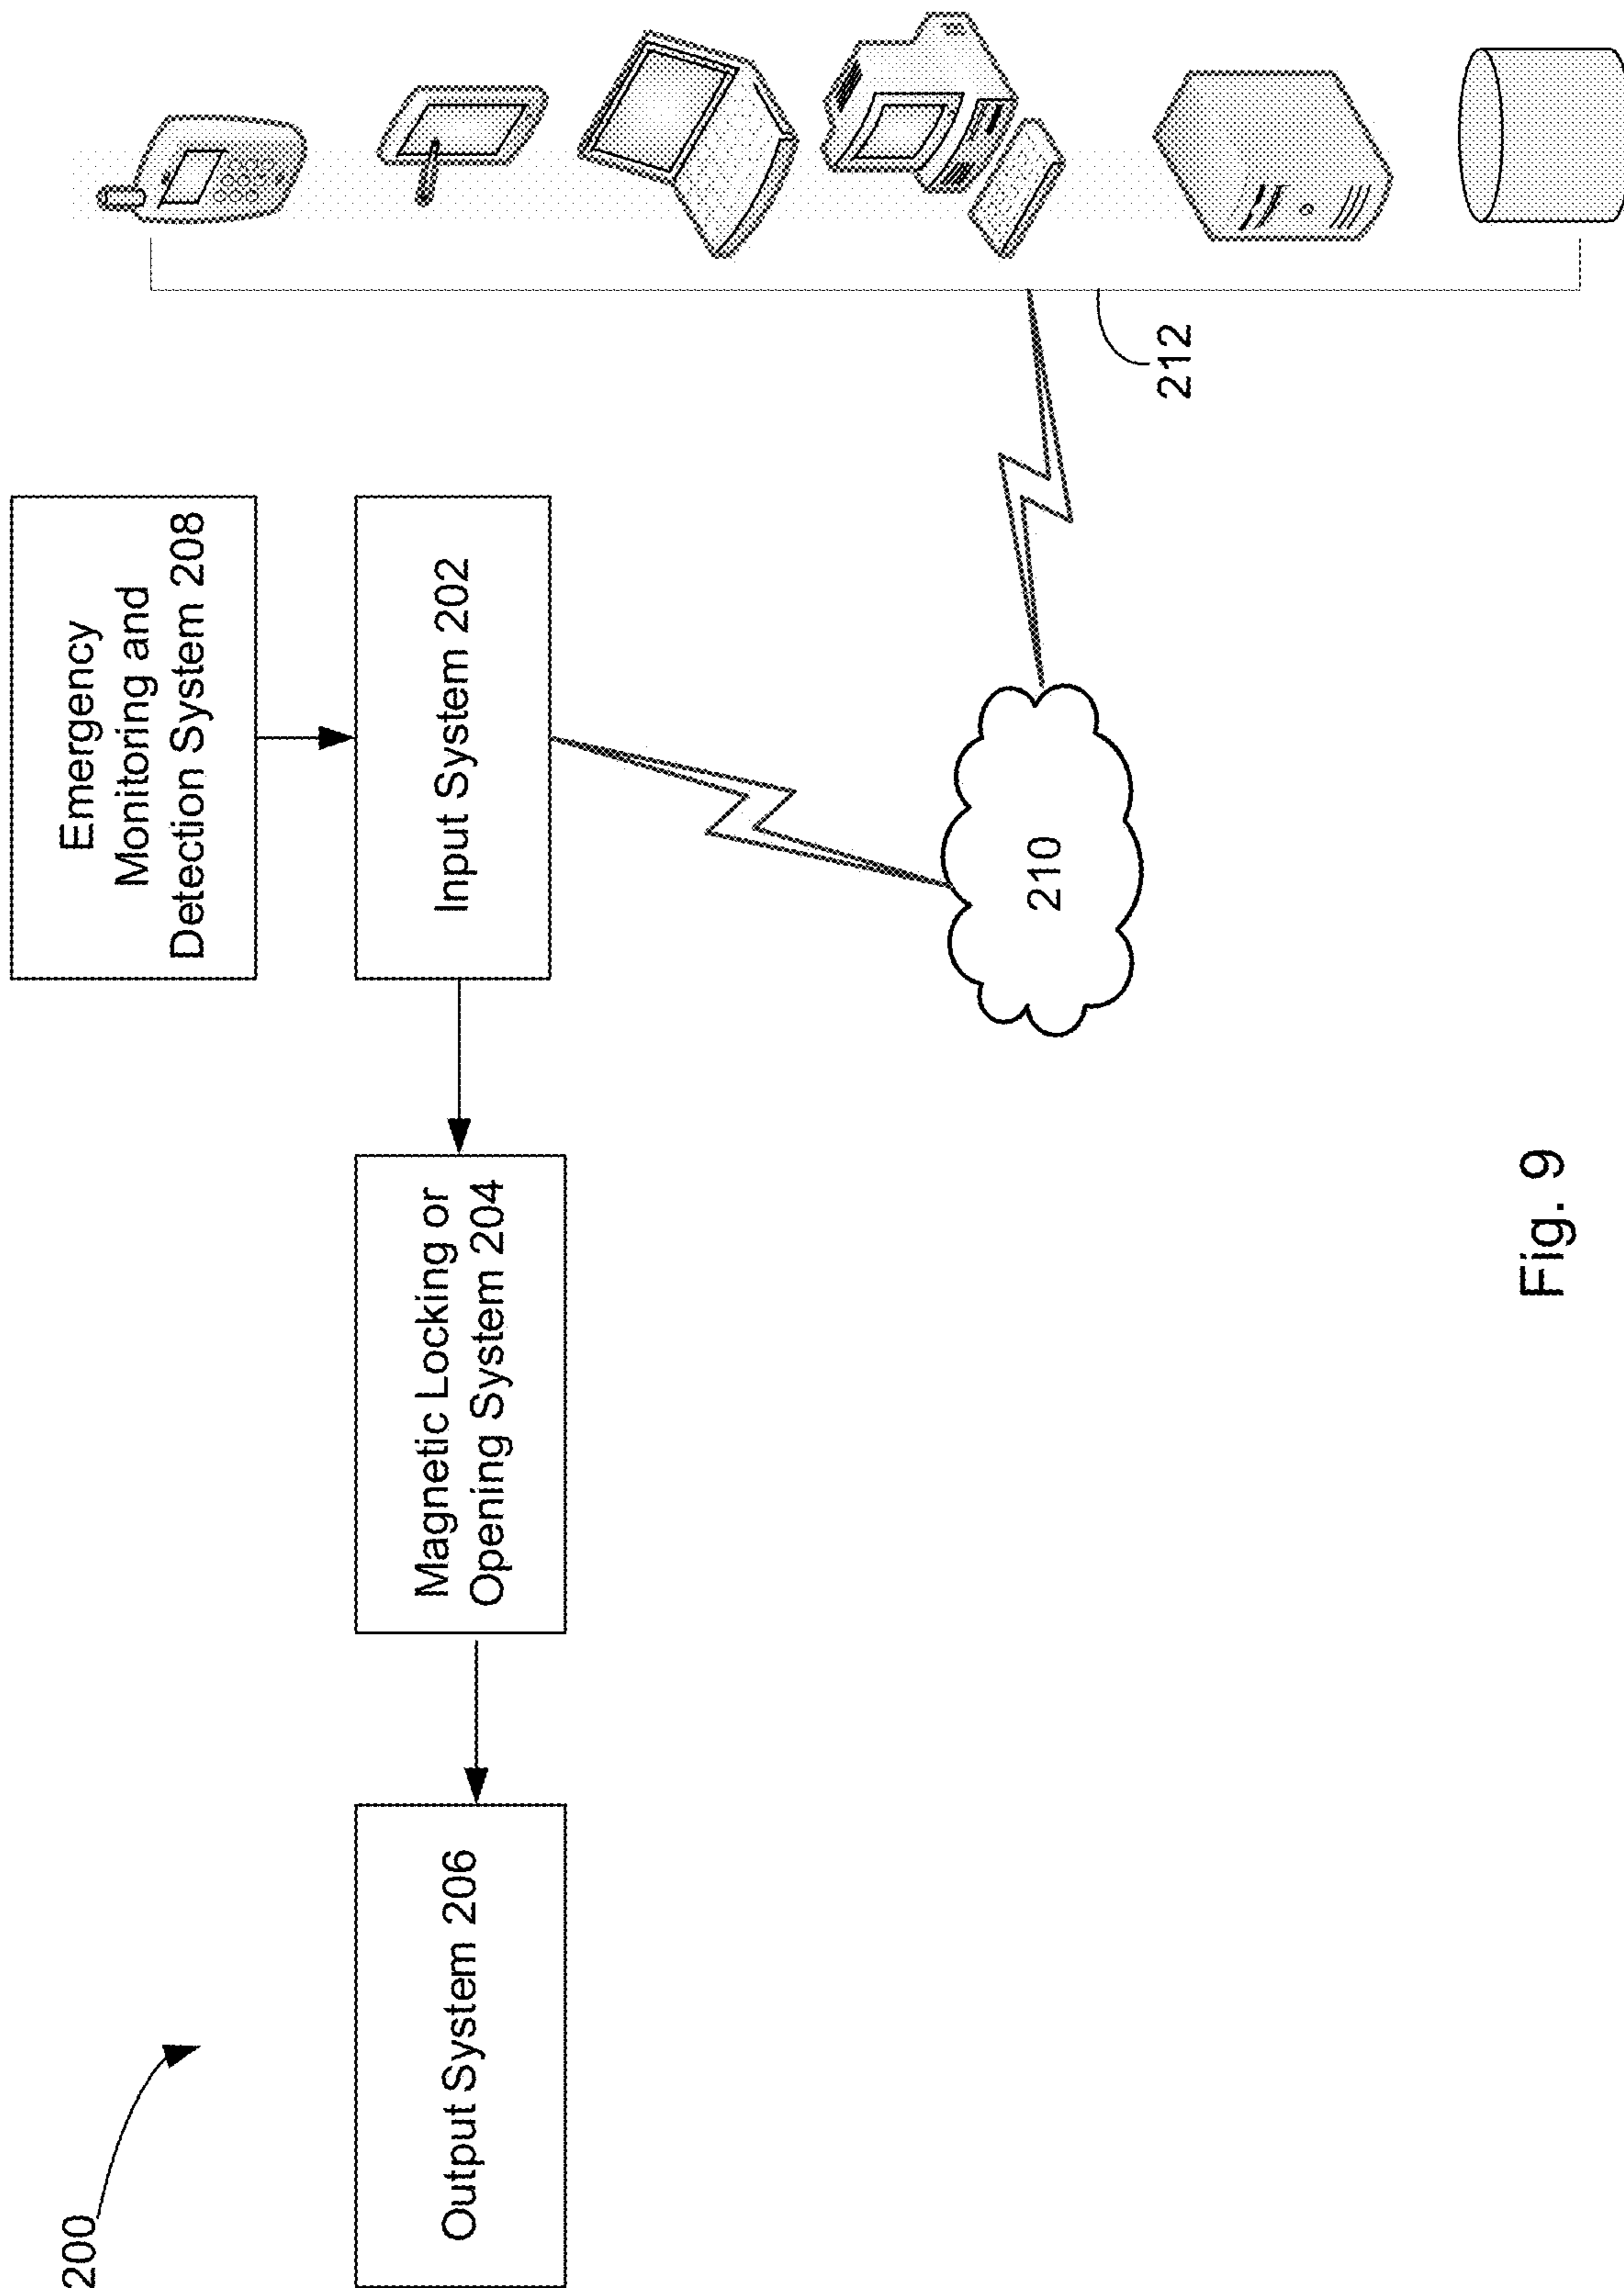 200
Output System 206
Magnetic Locking or
Opening System 204
Emergency
Monitoring and
Detection System 208
Input System 202
210
212
Fig. 9